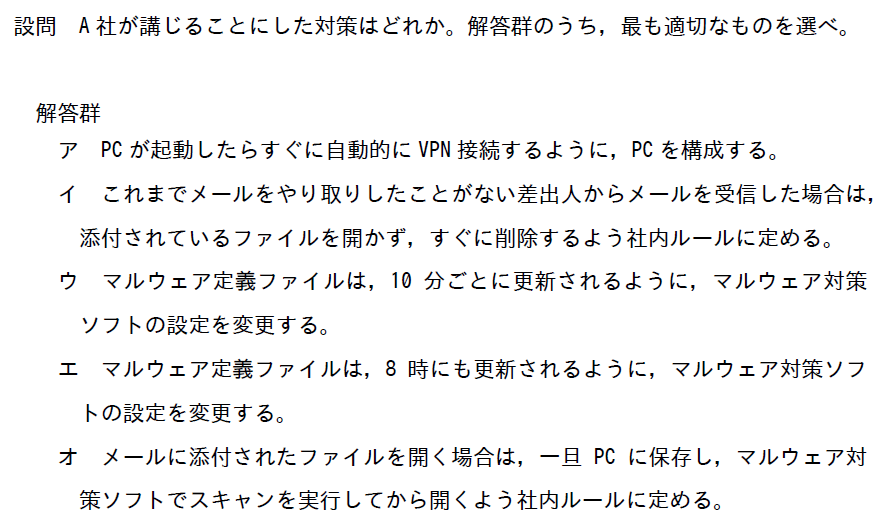 設問 A社が講じることにした対策はどれか。解答群のうち，最も適切なものを選べ。
解答群
ア PCが起動したらすぐに自動的にVPN接続するように，PCを構成する。
イ これまでメールをやり取りしたことがない差出人からメールを受信した場合は，
添付されているファイルを開かず，すぐに削除するよう社内ルールに定める。
ウ マルウェア定義ファイルは，10 分ごとに更新されるように，マルウェア対策
ソフトの設定を変更する。
エ マルウェア定義ファイルは，8 時にも更新されるように，マルウェア対策ソフ
トの設定を変更する。
オ メールに添付されたファイルを開く場合は，一旦 PC に保存し，マルウェア対
策ソフトでスキャンを実行してから開くよう社内ルールに定める。